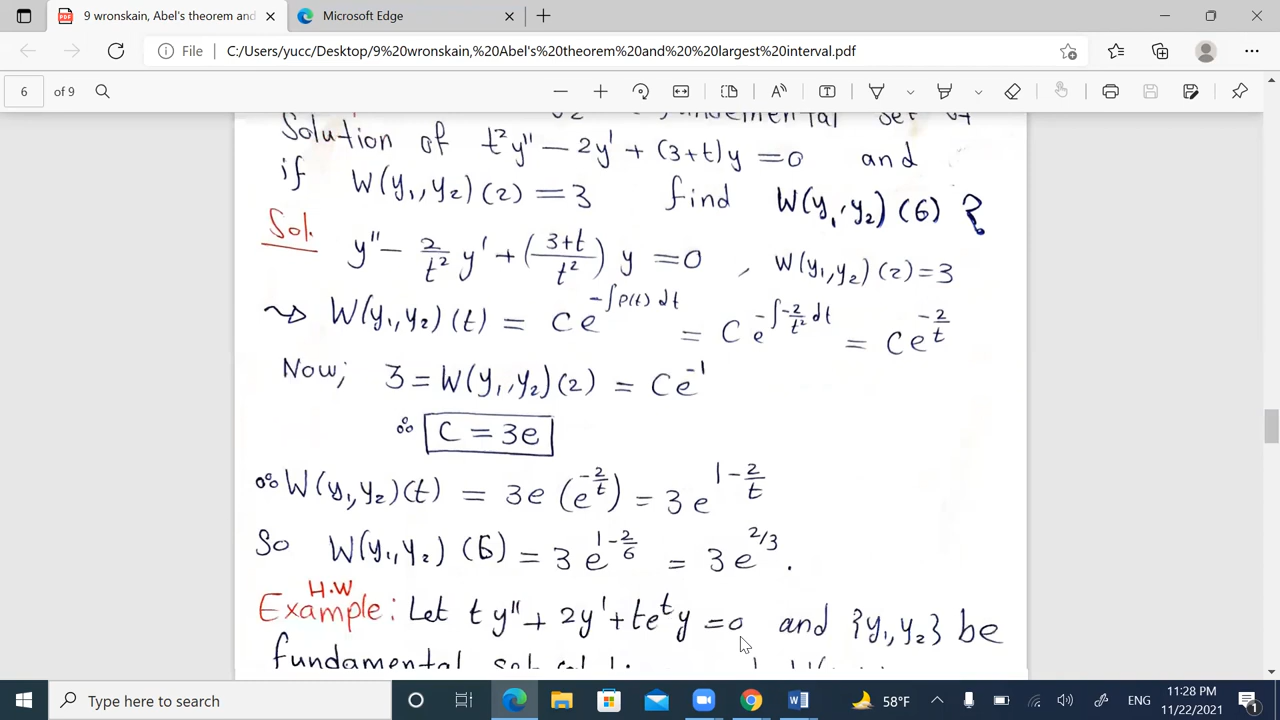 9 wronskain, Abel's theorem and
Microsoft Edge
File
C:/Users/yucc/Desktop/9%20wronskain,%20Abel's%20theorem%20and%20%20largest%20interval.pdf
6 of 9
set of
Solution of t²y'' − 2y' + (3+t)y = 0 and
if W(y₁,y₂)(2) = 3 find W(y₁,y₂)(6) ?
Sol. y'' − 2/t² y' + ((3+t)/t²) y = 0 , W(y₁,y₂)(2) = 3
⇝ W(y₁,y₂)(t) = C e^(−∫P(t) dt) = C e^(−∫−2/t² dt) = C e^(−2/t)
Now; 3 = W(y₁,y₂)(2) = C e⁻¹
∴ C = 3e
∴ W(y₁,y₂)(t) = 3e (e^(−2/t)) = 3 e^(1−2/t)
So W(y₁,y₂)(6) = 3 e^(1−2/6) = 3 e^(2/3) .
H.W
Example: Let t y'' + 2y' + te^t y = 0 and {y₁,y₂} be
fundamental
Type here to search
58°F
ENG
11:28 PM
11/22/2021
1